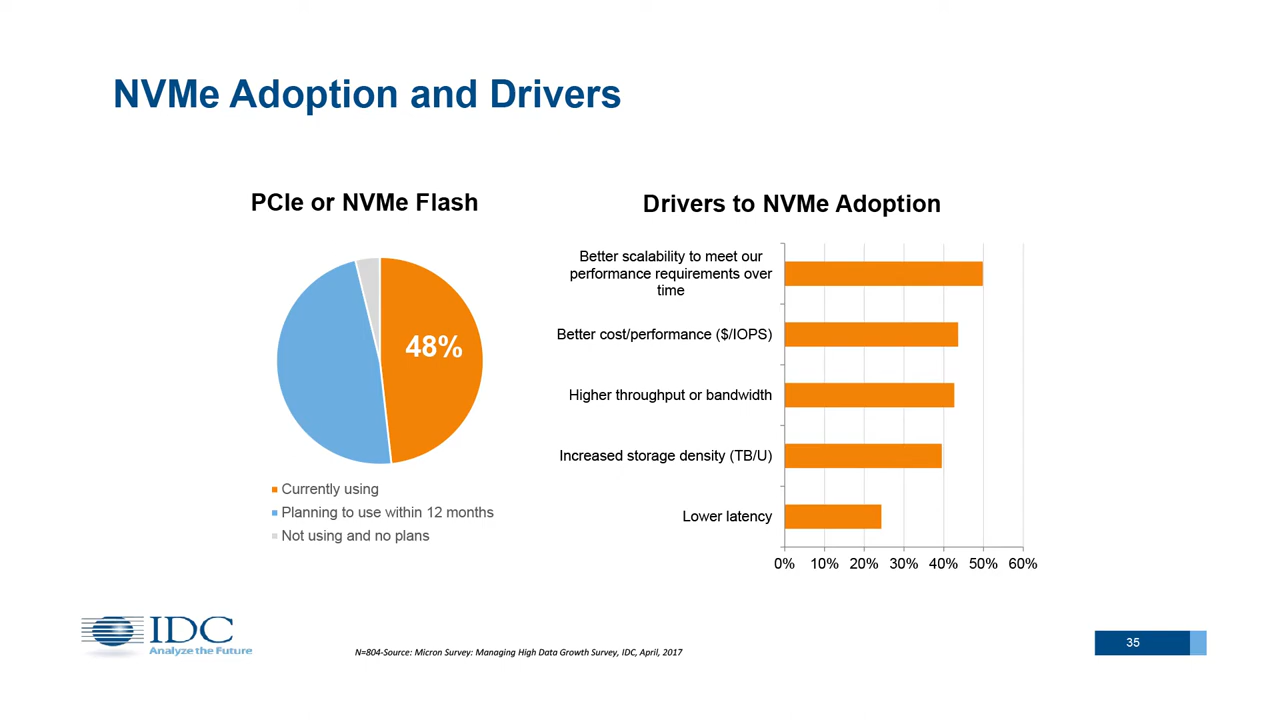 NVMe Adoption and Drivers
PCIe or NVMe Flash
48%
Currently using
Planning to use within 12 months
Not using and no plans
Drivers to NVMe Adoption
Better scalability to meet our
performance requirements over
time
Better cost/performance ($/IOPS)
Higher throughput or bandwidth
Increased storage density (TB/U)
Lower latency
0% 10% 20% 30% 40% 50% 60%
IDC
Analyze the Future
N=804-Source: Micron Survey: Managing High Data Growth Survey, IDC, April, 2017
35